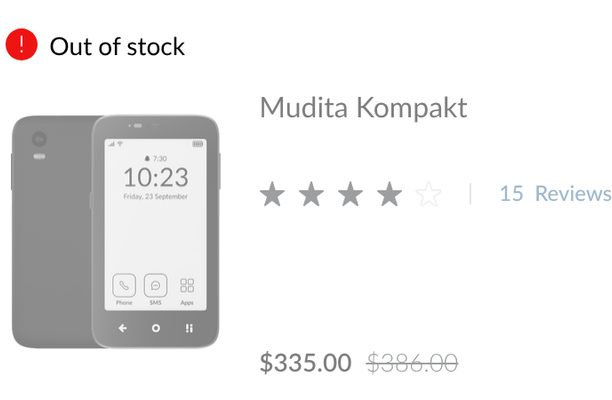 Out of stock
Mudita Kompakt
7:30
10:23
Friday, 23 September
Phone SMS Apps
15 Reviews
$335.00 $386.00